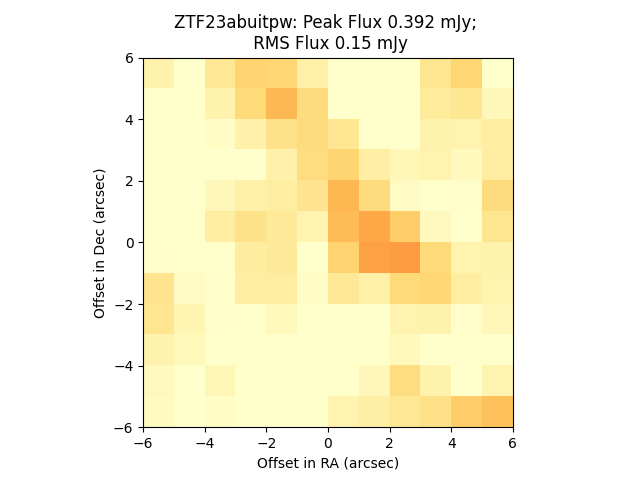 ZTF23abuitpw: Peak Flux 0.392 mJy;
RMS Flux 0.15 mJy
6
4
2
0
−2
−4
−6
Offset in Dec (arcsec)
−6 −4 −2 0 2 4 6
Offset in RA (arcsec)